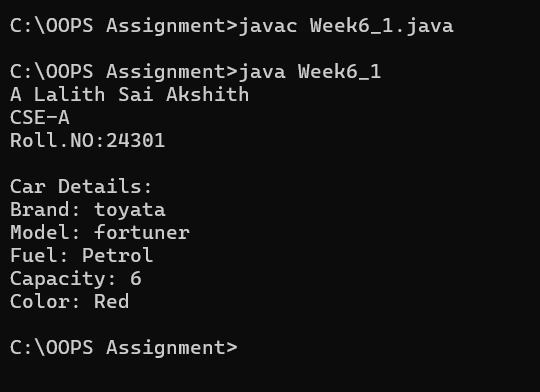 C:\OOPS Assignment>javac Week6_1.java
C:\OOPS Assignment>java Week6_1
A Lalith Sai Akshith
CSE-A
Roll.NO:24301
Car Details:
Brand: toyata
Model: fortuner
Fuel: Petrol
Capacity: 6
Color: Red
C:\OOPS Assignment>